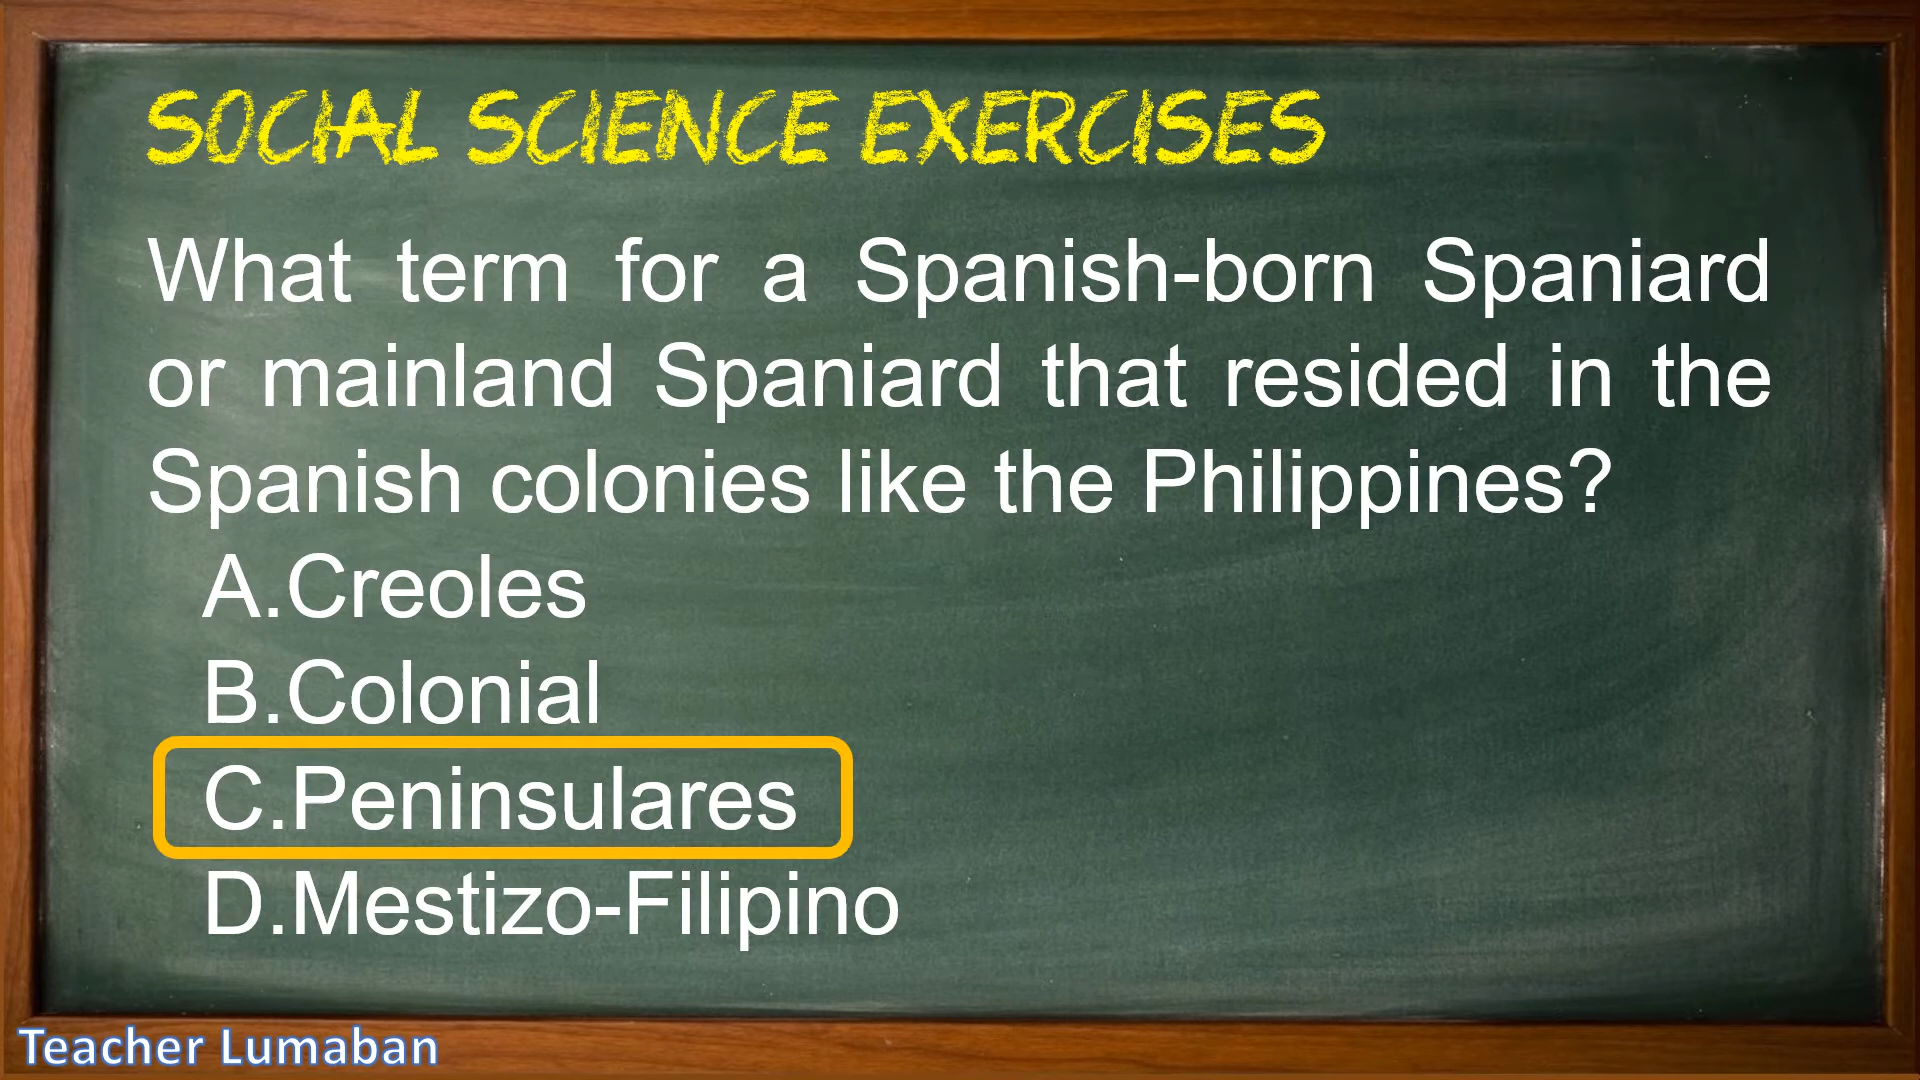 SOCIAL SCIENCE EXERCISES
What term for a Spanish-born Spaniard
or mainland Spaniard that resided in the
Spanish colonies like the Philippines?
A.Creoles
B.Colonial
C.Peninsulares
D.Mestizo-Filipino
Teacher Lumaban